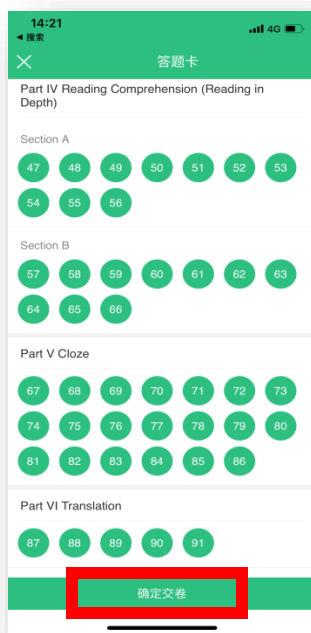 14:21
◀ 搜索
4G
答题卡
Part IV Reading Comprehension (Reading in
Depth)
Section A
47 48 49 50 51 52 53
54 55 56
Section B
57 58 59 60 61 62 63
64 65 66
Part V Cloze
67 68 69 70 71 72 73
74 75 76 77 78 79 80
81 82 83 84 85 86
Part VI Translation
87 88 89 90 91
确定交卷